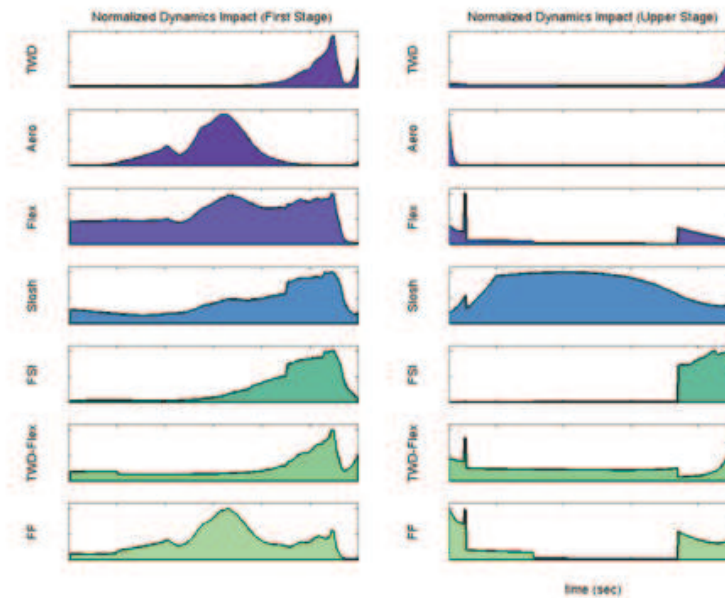 Normalized Dynamics Impact (First Stage)
TWD
Aero
Flex
Slosh
FSI
TWD-Flex
FF
Normalized Dynamics Impact (Upper Stage)
TWD
Aero
Flex
Slosh
FSI
TWD-Flex
FF
time (sec)